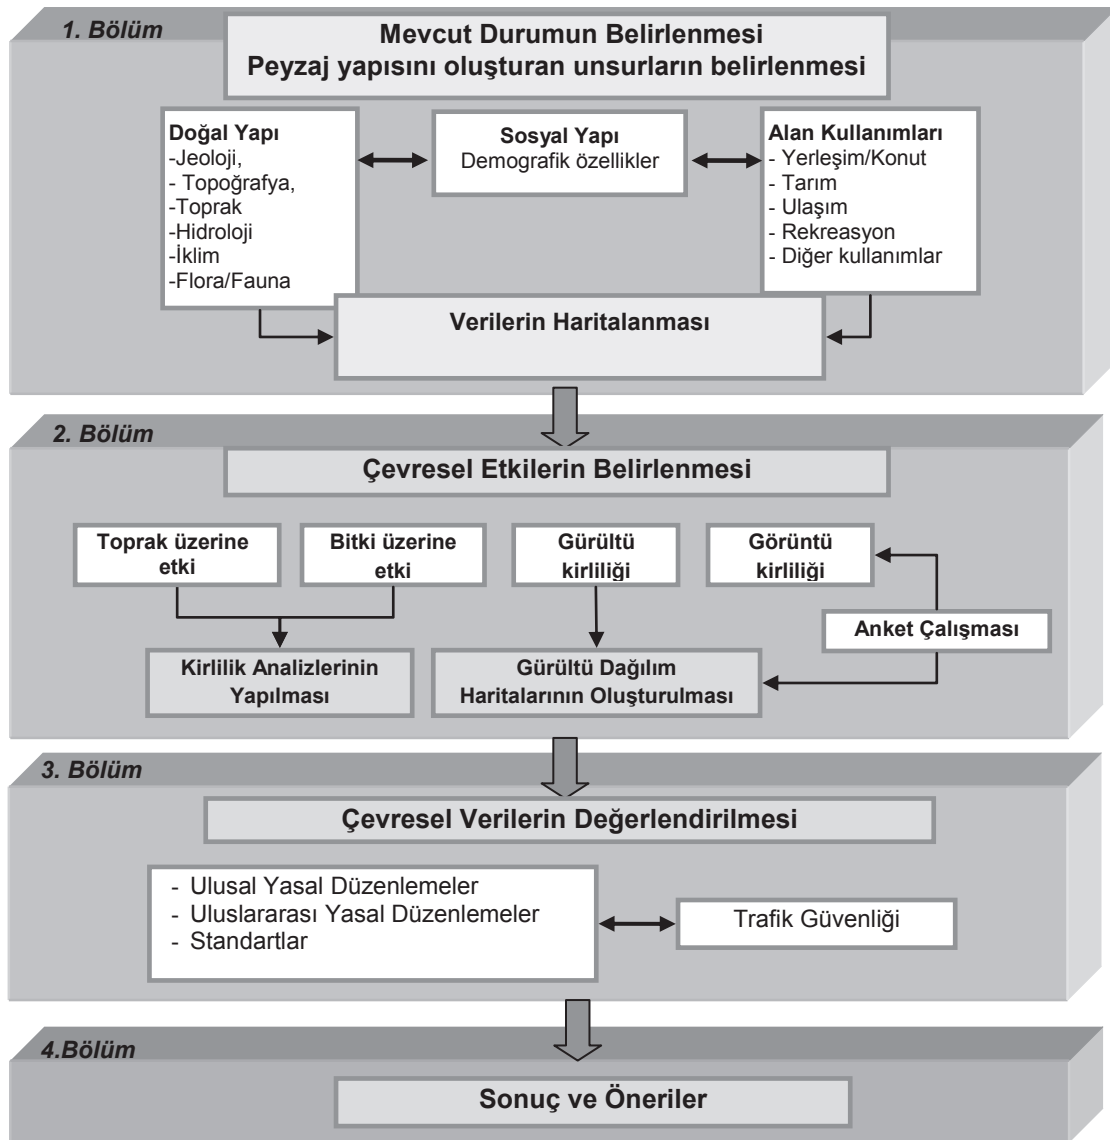 1. Bölüm
Mevcut Durumun Belirlenmesi
Peyzaj yapısını oluşturan unsurların belirlenmesi
Doğal Yapı
-Jeoloji,
- Topoğrafya,
-Toprak
-Hidroloji
-İklim
-Flora/Fauna
Sosyal Yapı
Demografik özellikler
Alan Kullanımları
- Yerleşim/Konut
- Tarım
- Ulaşım
- Rekreasyon
- Diğer kullanımlar
Verilerin Haritalanması
2. Bölüm
Çevresel Etkilerin Belirlenmesi
Toprak üzerine
etki
Bitki üzerine
etki
Gürültü
kirliliği
Görüntü
kirliliği
Anket Çalışması
Kirlilik Analizlerinin
Yapılması
Gürültü Dağılım
Haritalarının Oluşturulması
3. Bölüm
Çevresel Verilerin Değerlendirilmesi
- Ulusal Yasal Düzenlemeler
- Uluslararası Yasal Düzenlemeler
- Standartlar
Trafik Güvenliği
4.Bölüm
Sonuç ve Öneriler